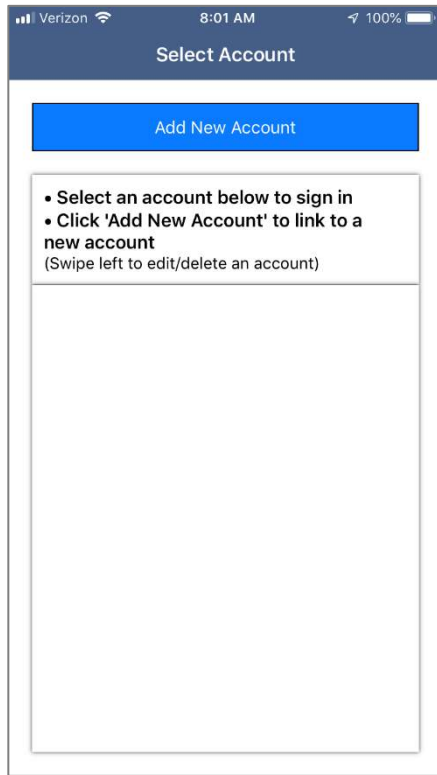 Verizon 8:01 AM 100%
Select Account
Add New Account
• Select an account below to sign in
• Click 'Add New Account' to link to a
new account
(Swipe left to edit/delete an account)